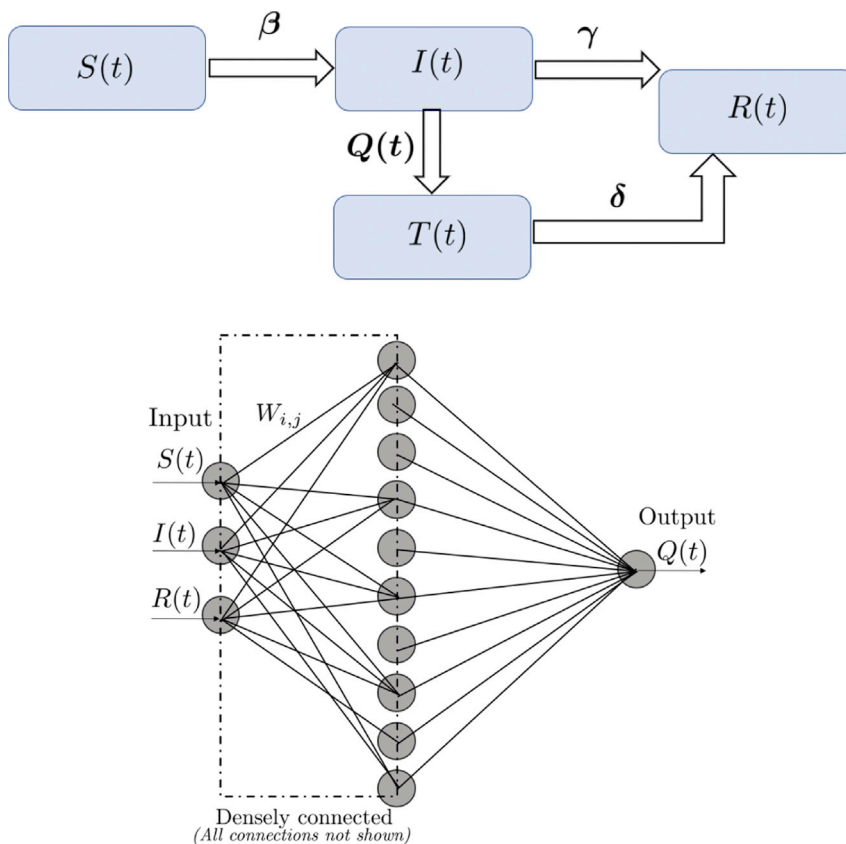 β
γ
S(t)
I(t)
R(t)
Q(t)
T(t)
δ
Input
W_{i,j}
S(t)
I(t)
R(t)
Output
Q(t)
Densely connected
(All connections not shown)